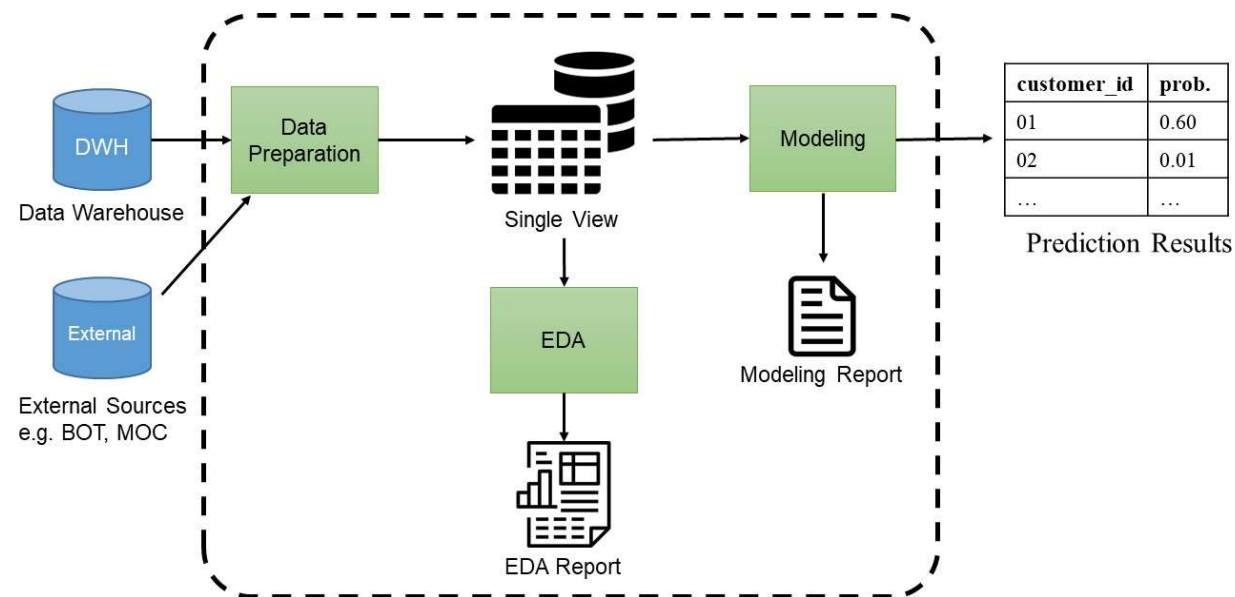 DWH
Data Warehouse
External
External Sources
e.g. BOT, MOC
Data
Preparation
Single View
EDA
EDA Report
Modeling
Modeling Report
customer_id prob.
01 0.60
02 0.01
… …
Prediction Results